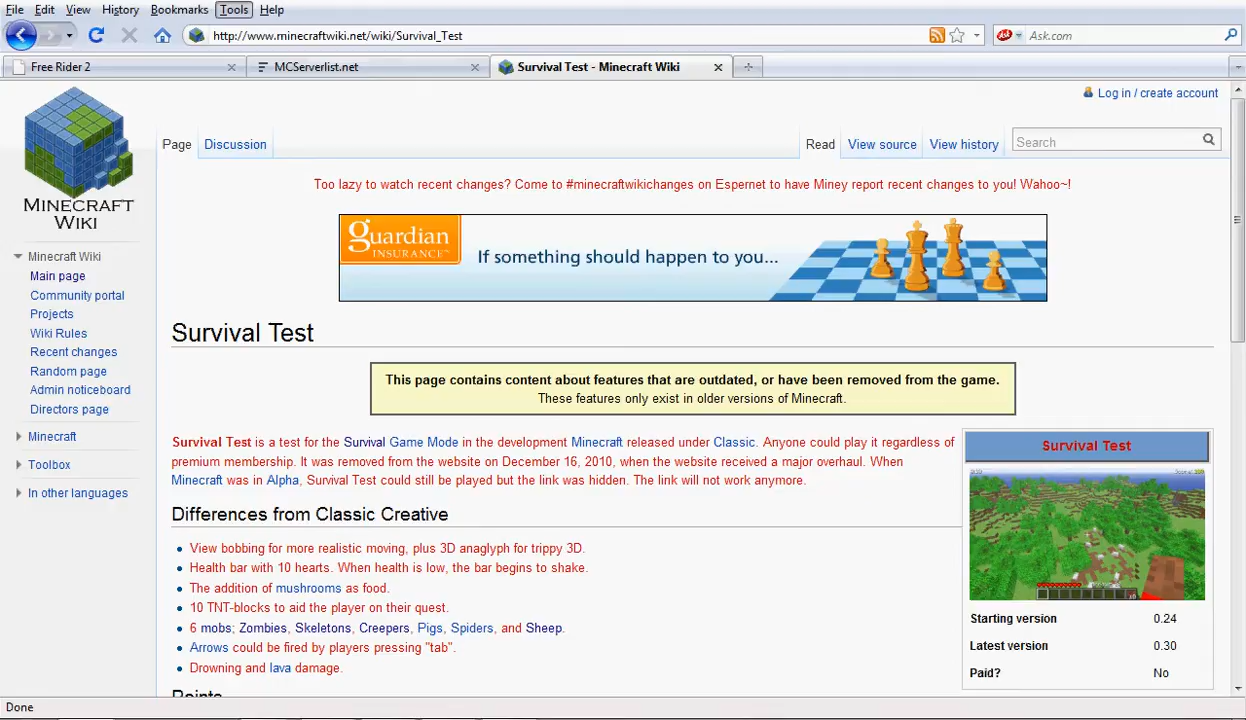 File Edit View History Bookmarks Tools Help
http://www.minecraftwiki.net/wiki/Survival_Test
Ask.com
Free Rider 2
MCServerlist.net
Survival Test - Minecraft Wiki
Log in / create account
Page Discussion Read View source View history Search
Too lazy to watch recent changes? Come to #minecraftwikichanges on Espernet to have Miney report recent changes to you! Wahoo~!
MINECRAFT
WIKI
guardian
INSURANCE™
If something should happen to you...
Minecraft Wiki
Main page
Community portal
Projects
Wiki Rules
Recent changes
Random page
Admin noticeboard
Directors page
Minecraft
Toolbox
In other languages
Survival Test
This page contains content about features that are outdated, or have been removed from the game.
These features only exist in older versions of Minecraft.
Survival Test is a test for the Survival Game Mode in the development Minecraft released under Classic. Anyone could play it regardless of
premium membership. It was removed from the website on December 16, 2010, when the website received a major overhaul. When
Minecraft was in Alpha, Survival Test could still be played but the link was hidden. The link will not work anymore.
Differences from Classic Creative
View bobbing for more realistic moving, plus 3D anaglyph for trippy 3D.
Health bar with 10 hearts. When health is low, the bar begins to shake.
The addition of mushrooms as food.
10 TNT-blocks to aid the player on their quest.
6 mobs; Zombies, Skeletons, Creepers, Pigs, Spiders, and Sheep.
Arrows could be fired by players pressing "tab".
Drowning and lava damage.
Points
Survival Test
Starting version 0.24
Latest version 0.30
Paid? No
Done